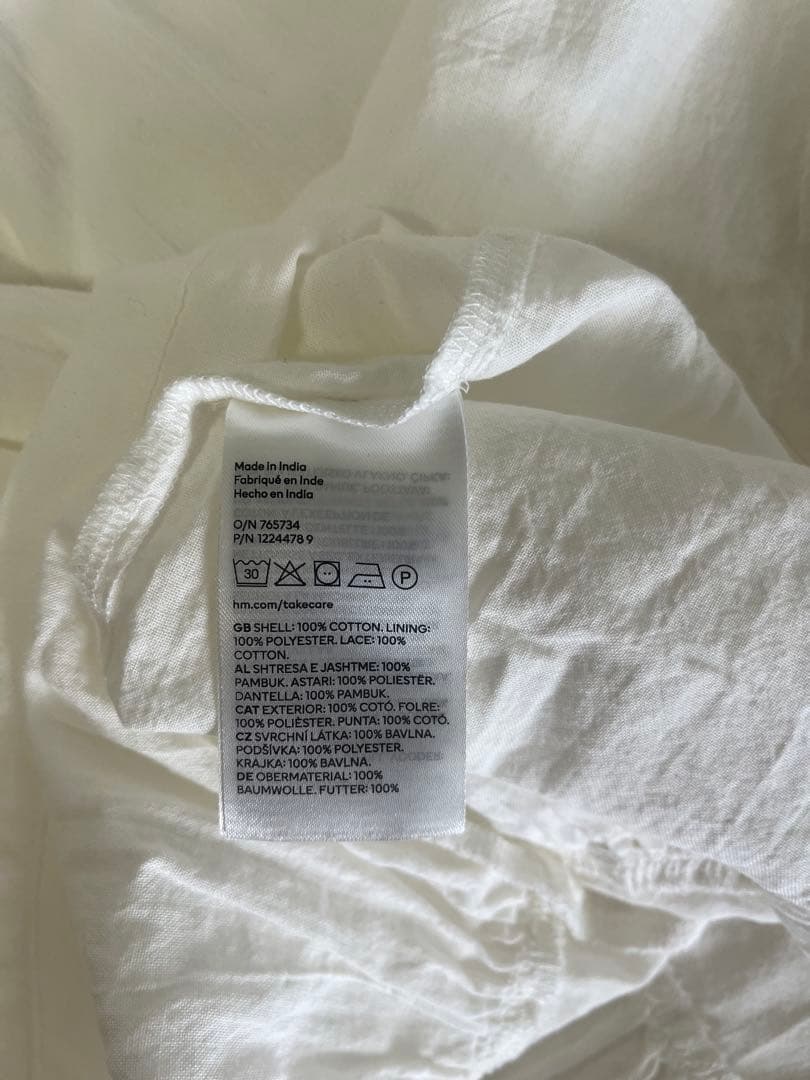 Made in India
Fabriqué en Inde
Hecho en India
O/N 765734
P/N 1224478 9
30 P
hm.com/takecare
GB SHELL: 100% COTTON. LINING:
100% POLYESTER. LACE: 100%
COTTON.
AL SHTRESA E JASHTME: 100%
PAMBUK. ASTARI: 100% POLIESTËR.
DANTELLA: 100% PAMBUK.
CAT EXTERIOR: 100% COTÓ. FOLRE:
100% POLIÈSTER. PUNTA: 100% COTÓ.
CZ SVRCHNÍ LÁTKA: 100% BAVLNA.
PODŠÍVKA: 100% POLYESTER.
KRAJKA: 100% BAVLNA.
DE OBERMATERIAL: 100%
BAUMWOLLE. FUTTER: 100%